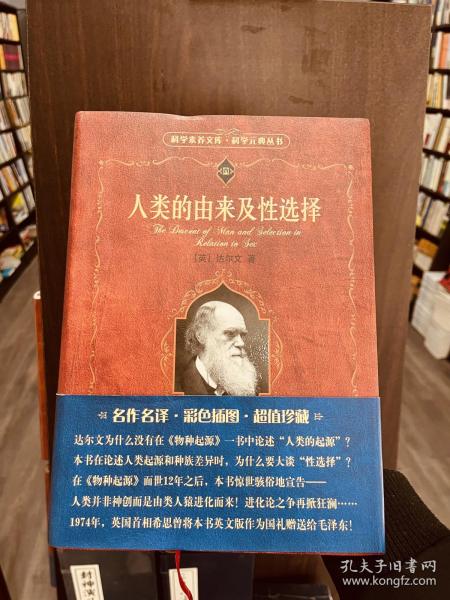 科学素养文库·科学元典丛书
人类的由来及性选择
The Descent of Man and Selection in
Relation to Sex
[英] 达尔文 著
名作名译·彩色插图·超值珍藏
达尔文为什么没有在《物种起源》一书中论述“人类的起源”?
本书在论述人类起源和种族差异时,为什么要大谈“性选择”?
在《物种起源》面世12年之后,本书惊世骇俗地宣告——
人类并非神创而是由类人猿进化而来!进化论之争再掀狂澜……
1974年,英国首相希思曾将本书英文版作为国礼赠送给毛泽东!
封神演
孔夫子旧书网
www.kongfz.com